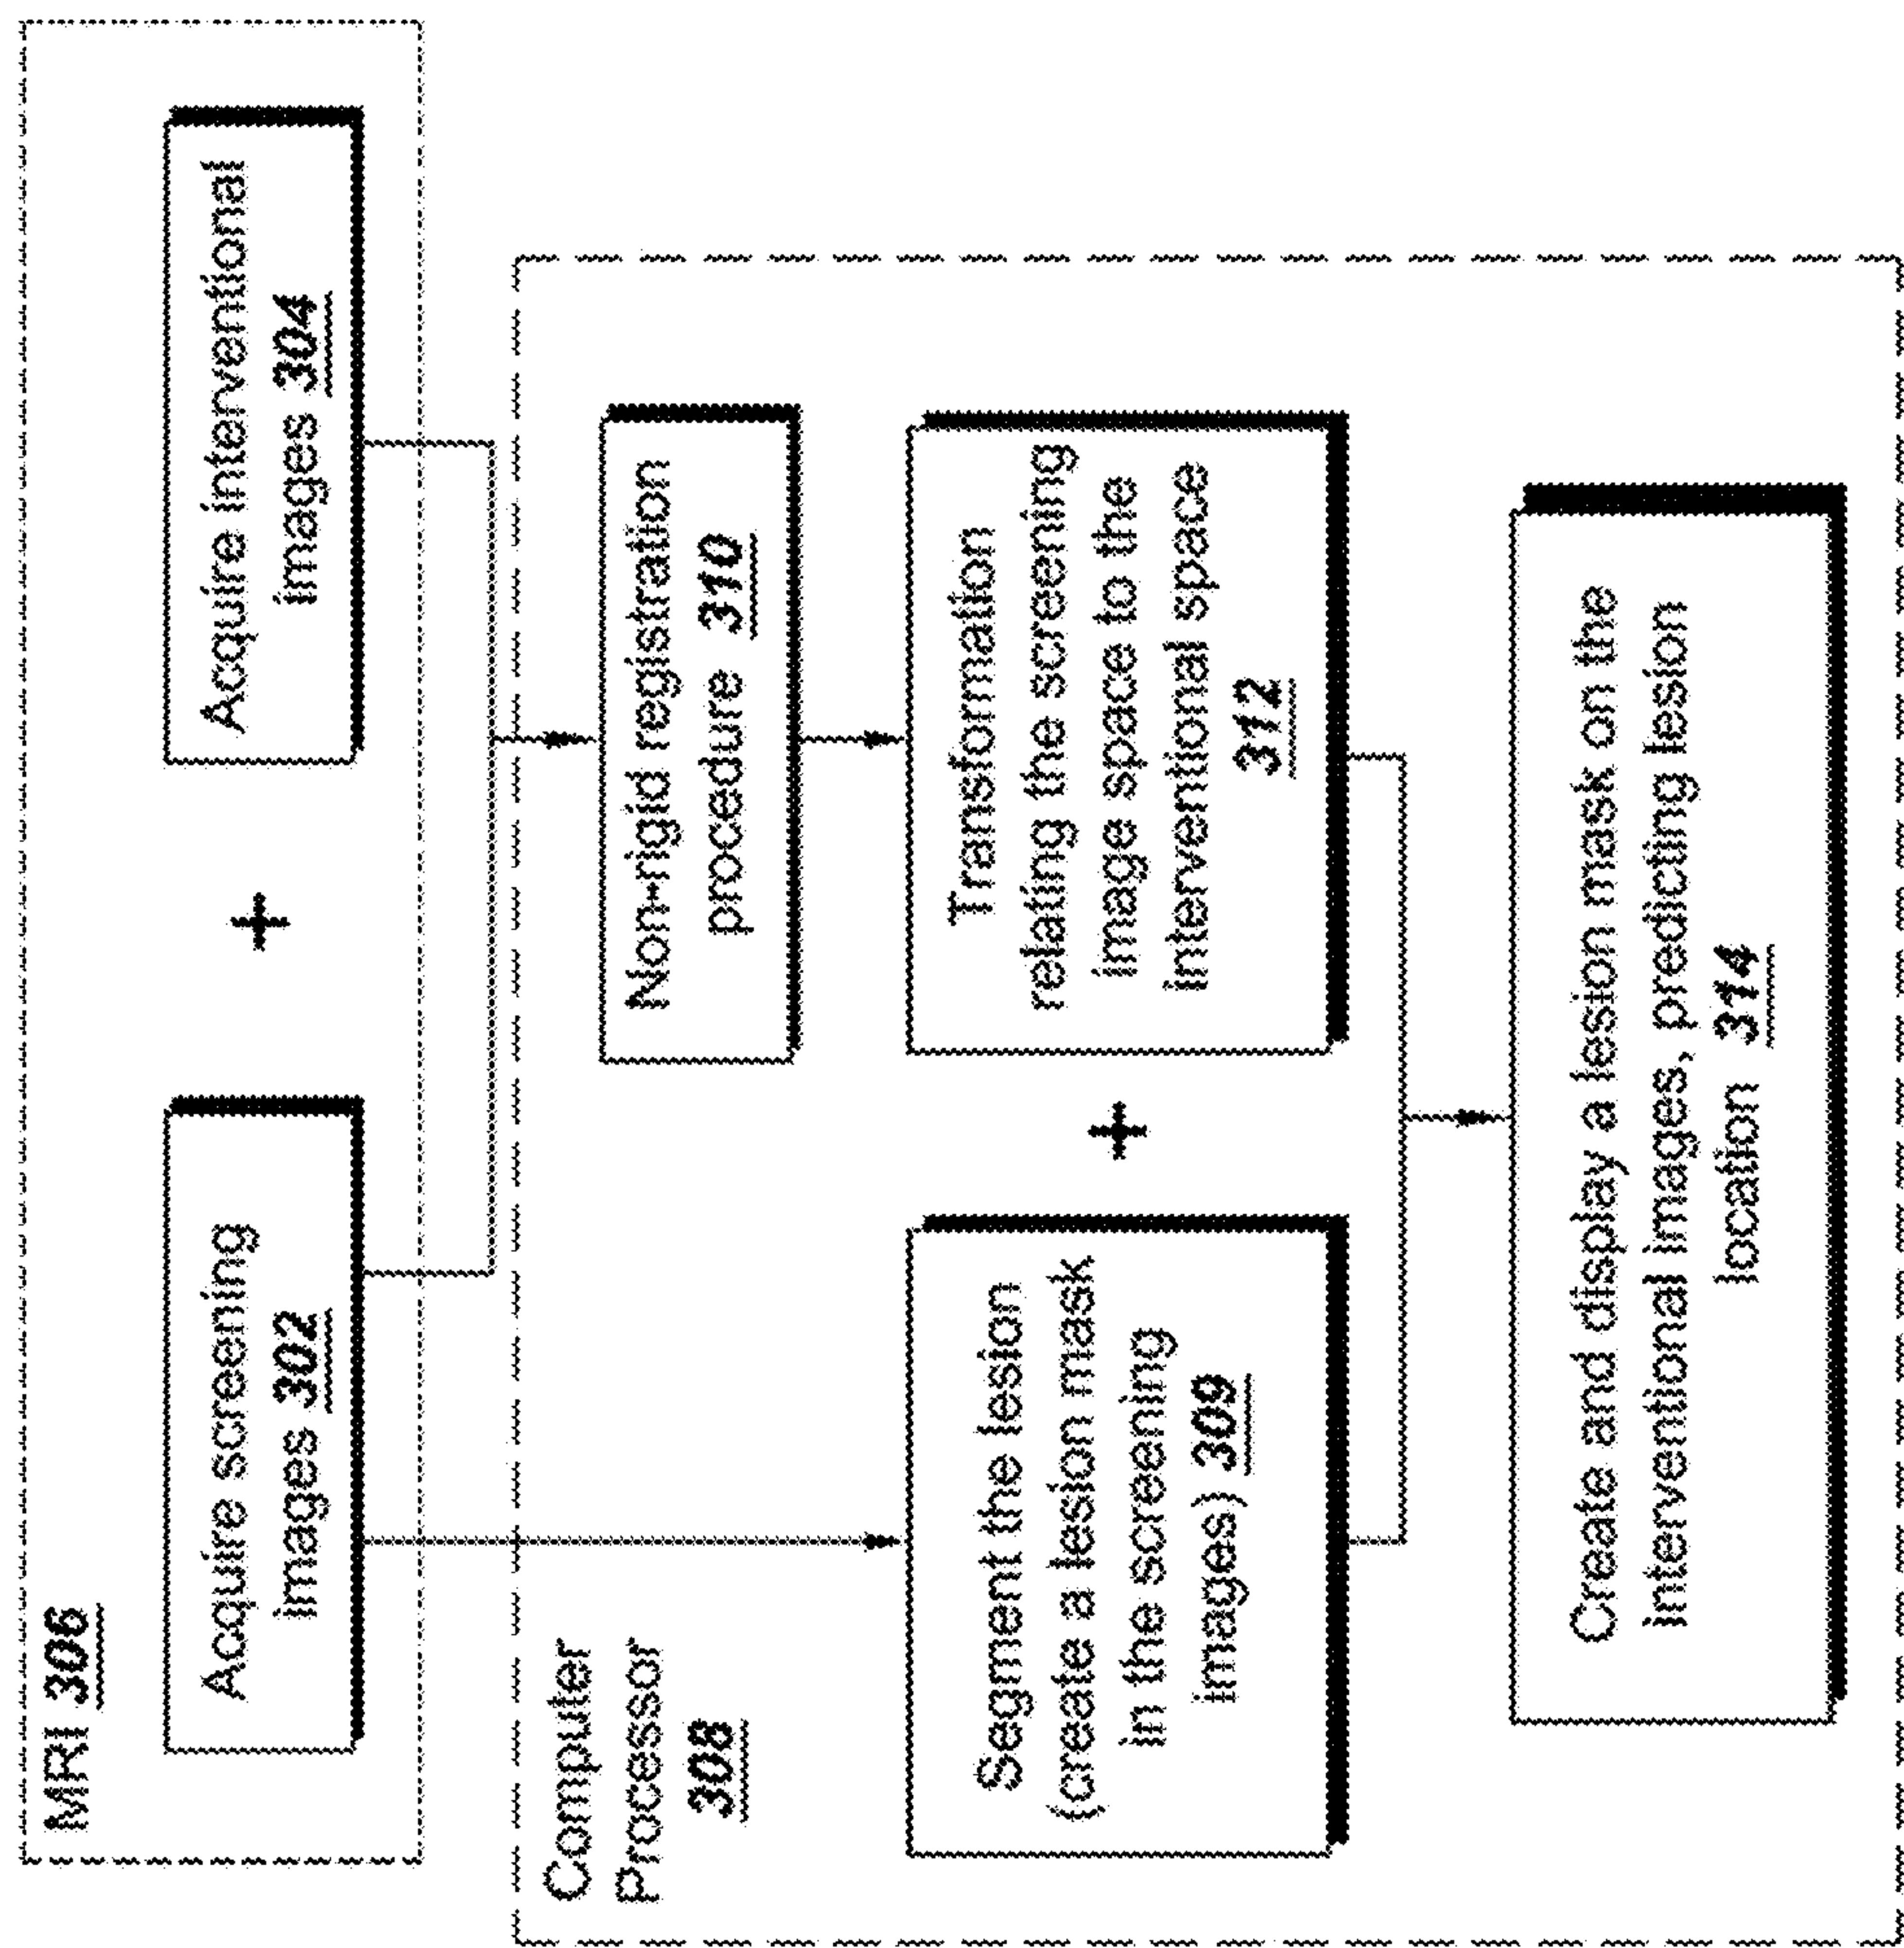 MRI 306
Acquire screening
images 302
+
Acquire interventional
images 304
Computer
Processor
308
Non-rigid registration
procedure 310
Segment the lesion
(create a lesion mask
in the screening
images) 309
+
Transformation
relating the screening
image space to the
interventional space
312
Create and display a lesion mask on the
interventional images, predicting lesion
location 314